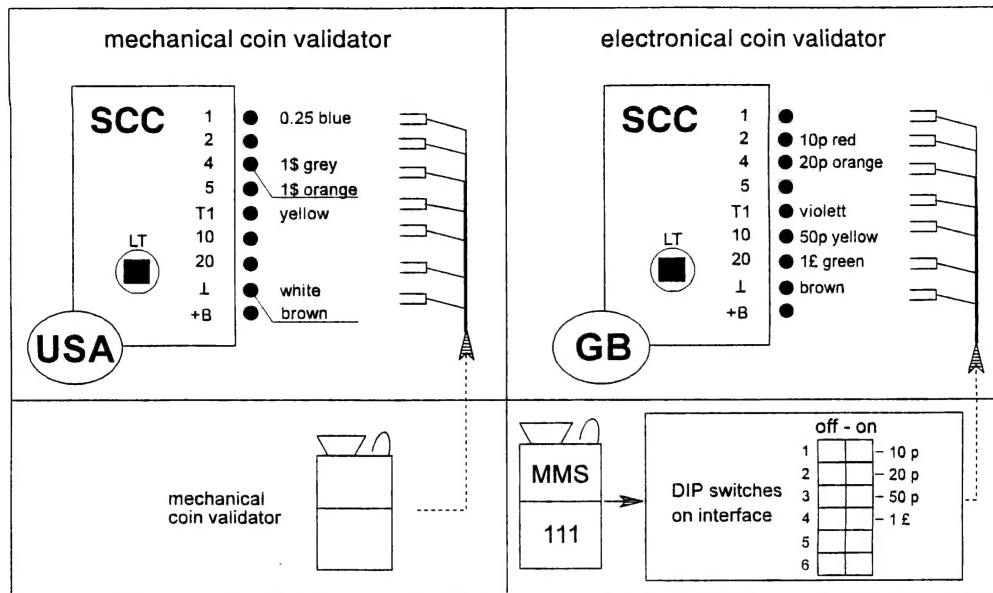 mechanical coin validator
SCC
1 0.25 blue
2
4 1$ grey
5 1$ orange
T1 yellow
10
LT
20
⊥ white
+B brown
USA
mechanical
coin validator
electronical coin validator
SCC
1
2 10p red
4 20p orange
5
T1 violett
10 50p yellow
LT
20 1£ green
⊥ brown
+B
GB
MMS
111
DIP switches
on interface
off - on
1 – 10 p
2 – 20 p
3 – 50 p
4 – 1 £
5
6